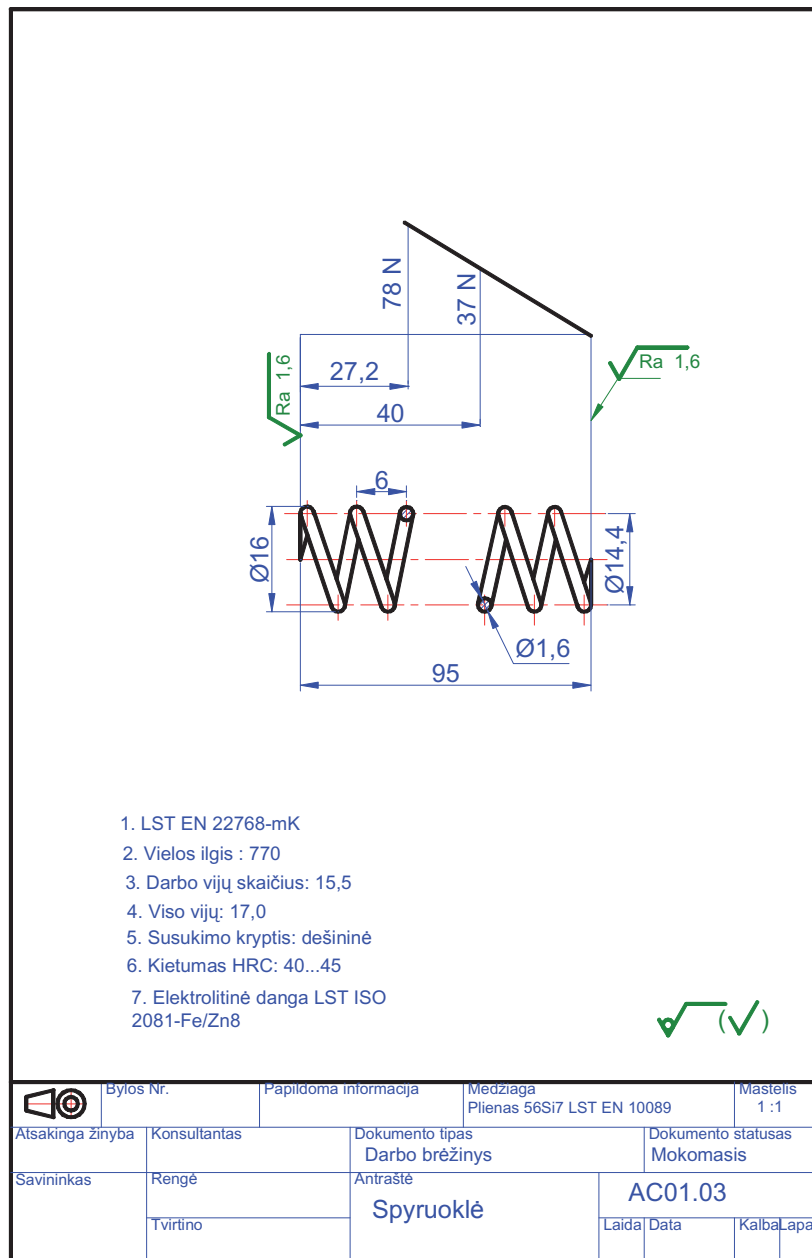 78 N
37 N
Ra 1,6
Ra 1,6
27,2
40
6
Ø16
Ø14,4
Ø1,6
95
1. LST EN 22768-mK
2. Vielos ilgis : 770
3. Darbo vijų skaičius: 15,5
4. Viso vijų: 17,0
5. Susukimo kryptis: dešininė
6. Kietumas HRC: 40...45
7. Elektrolitinė danga LST ISO
2081-Fe/Zn8
( )
Bylos Nr.
Papildoma informacija
Medžiaga
Plienas 56Si7 LST EN 10089
Mastelis
1 :1
Atsakinga žinyba
Konsultantas
Dokumento tipas
Darbo brėžinys
Dokumento statusas
Mokomasis
Savininkas
Rengė
Antraštė
Spyruoklė
AC01.03
Tvirtino
Laida
Data
Kalba
Lapa